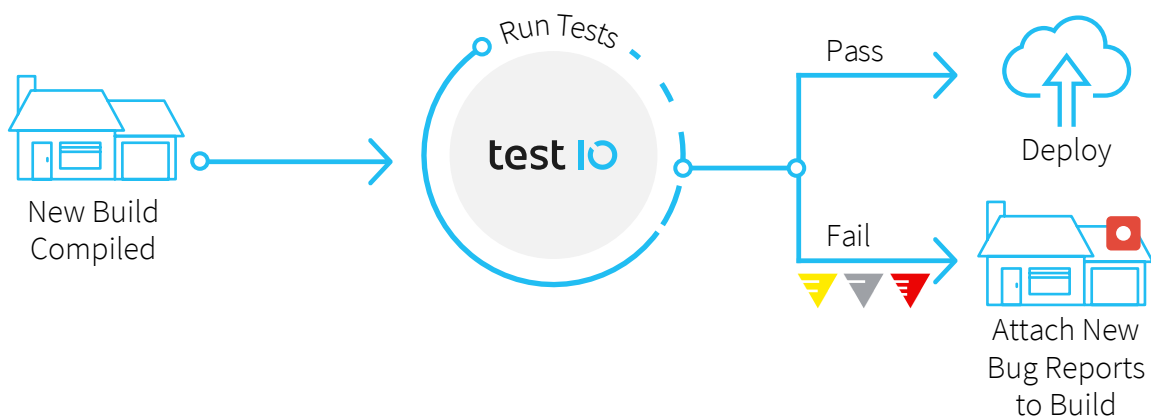 New Build
Compiled
Run Tests
test IO
Pass
Deploy
Fail
Attach New
Bug Reports
to Build